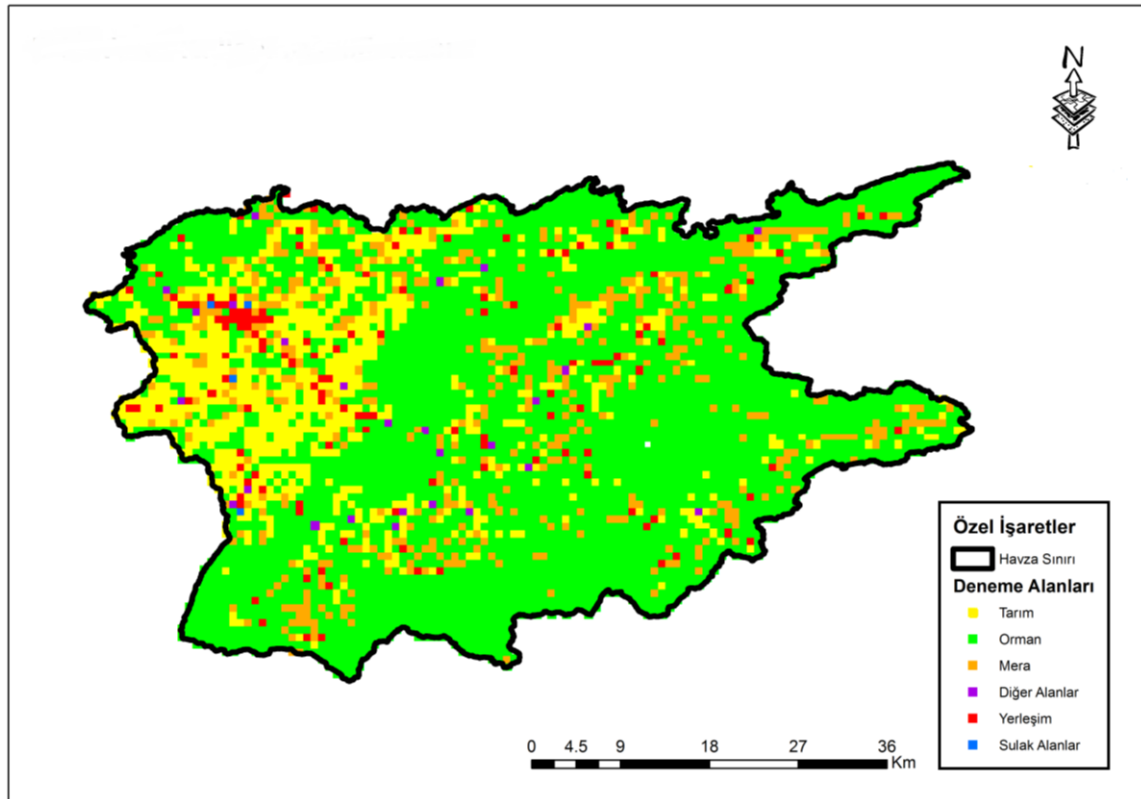 N
Özel İşaretler
Havza Sınırı
Deneme Alanları
Tarım
Orman
Mera
Diğer Alanlar
Yerleşim
Sulak Alanlar
0 4.5 9 18 27 36
Km